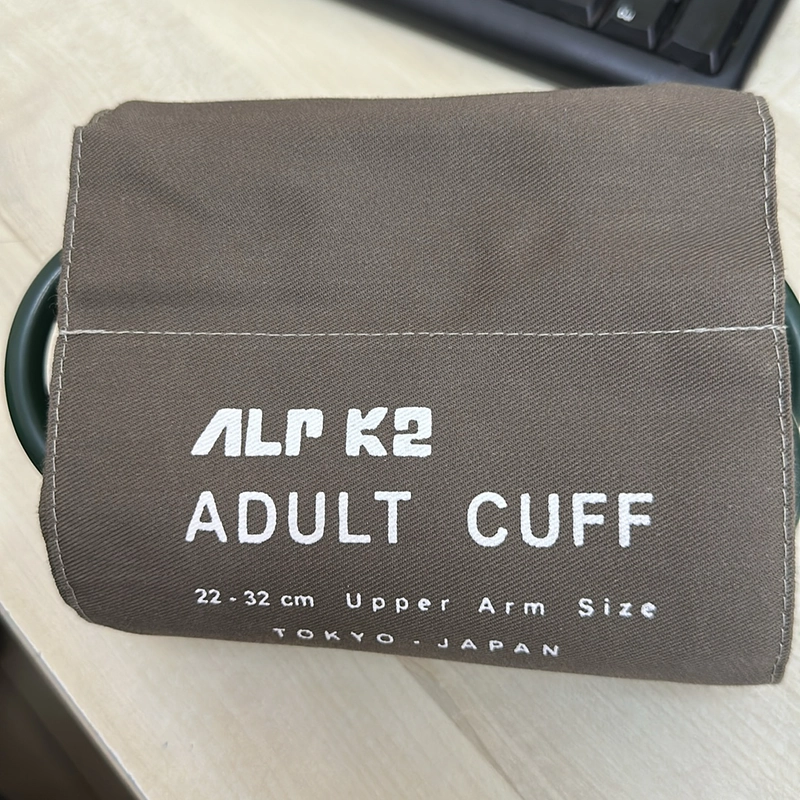 ALP K2
ADULT CUFF
22 - 32 cm Upper Arm Size
TOKYO - JAPAN